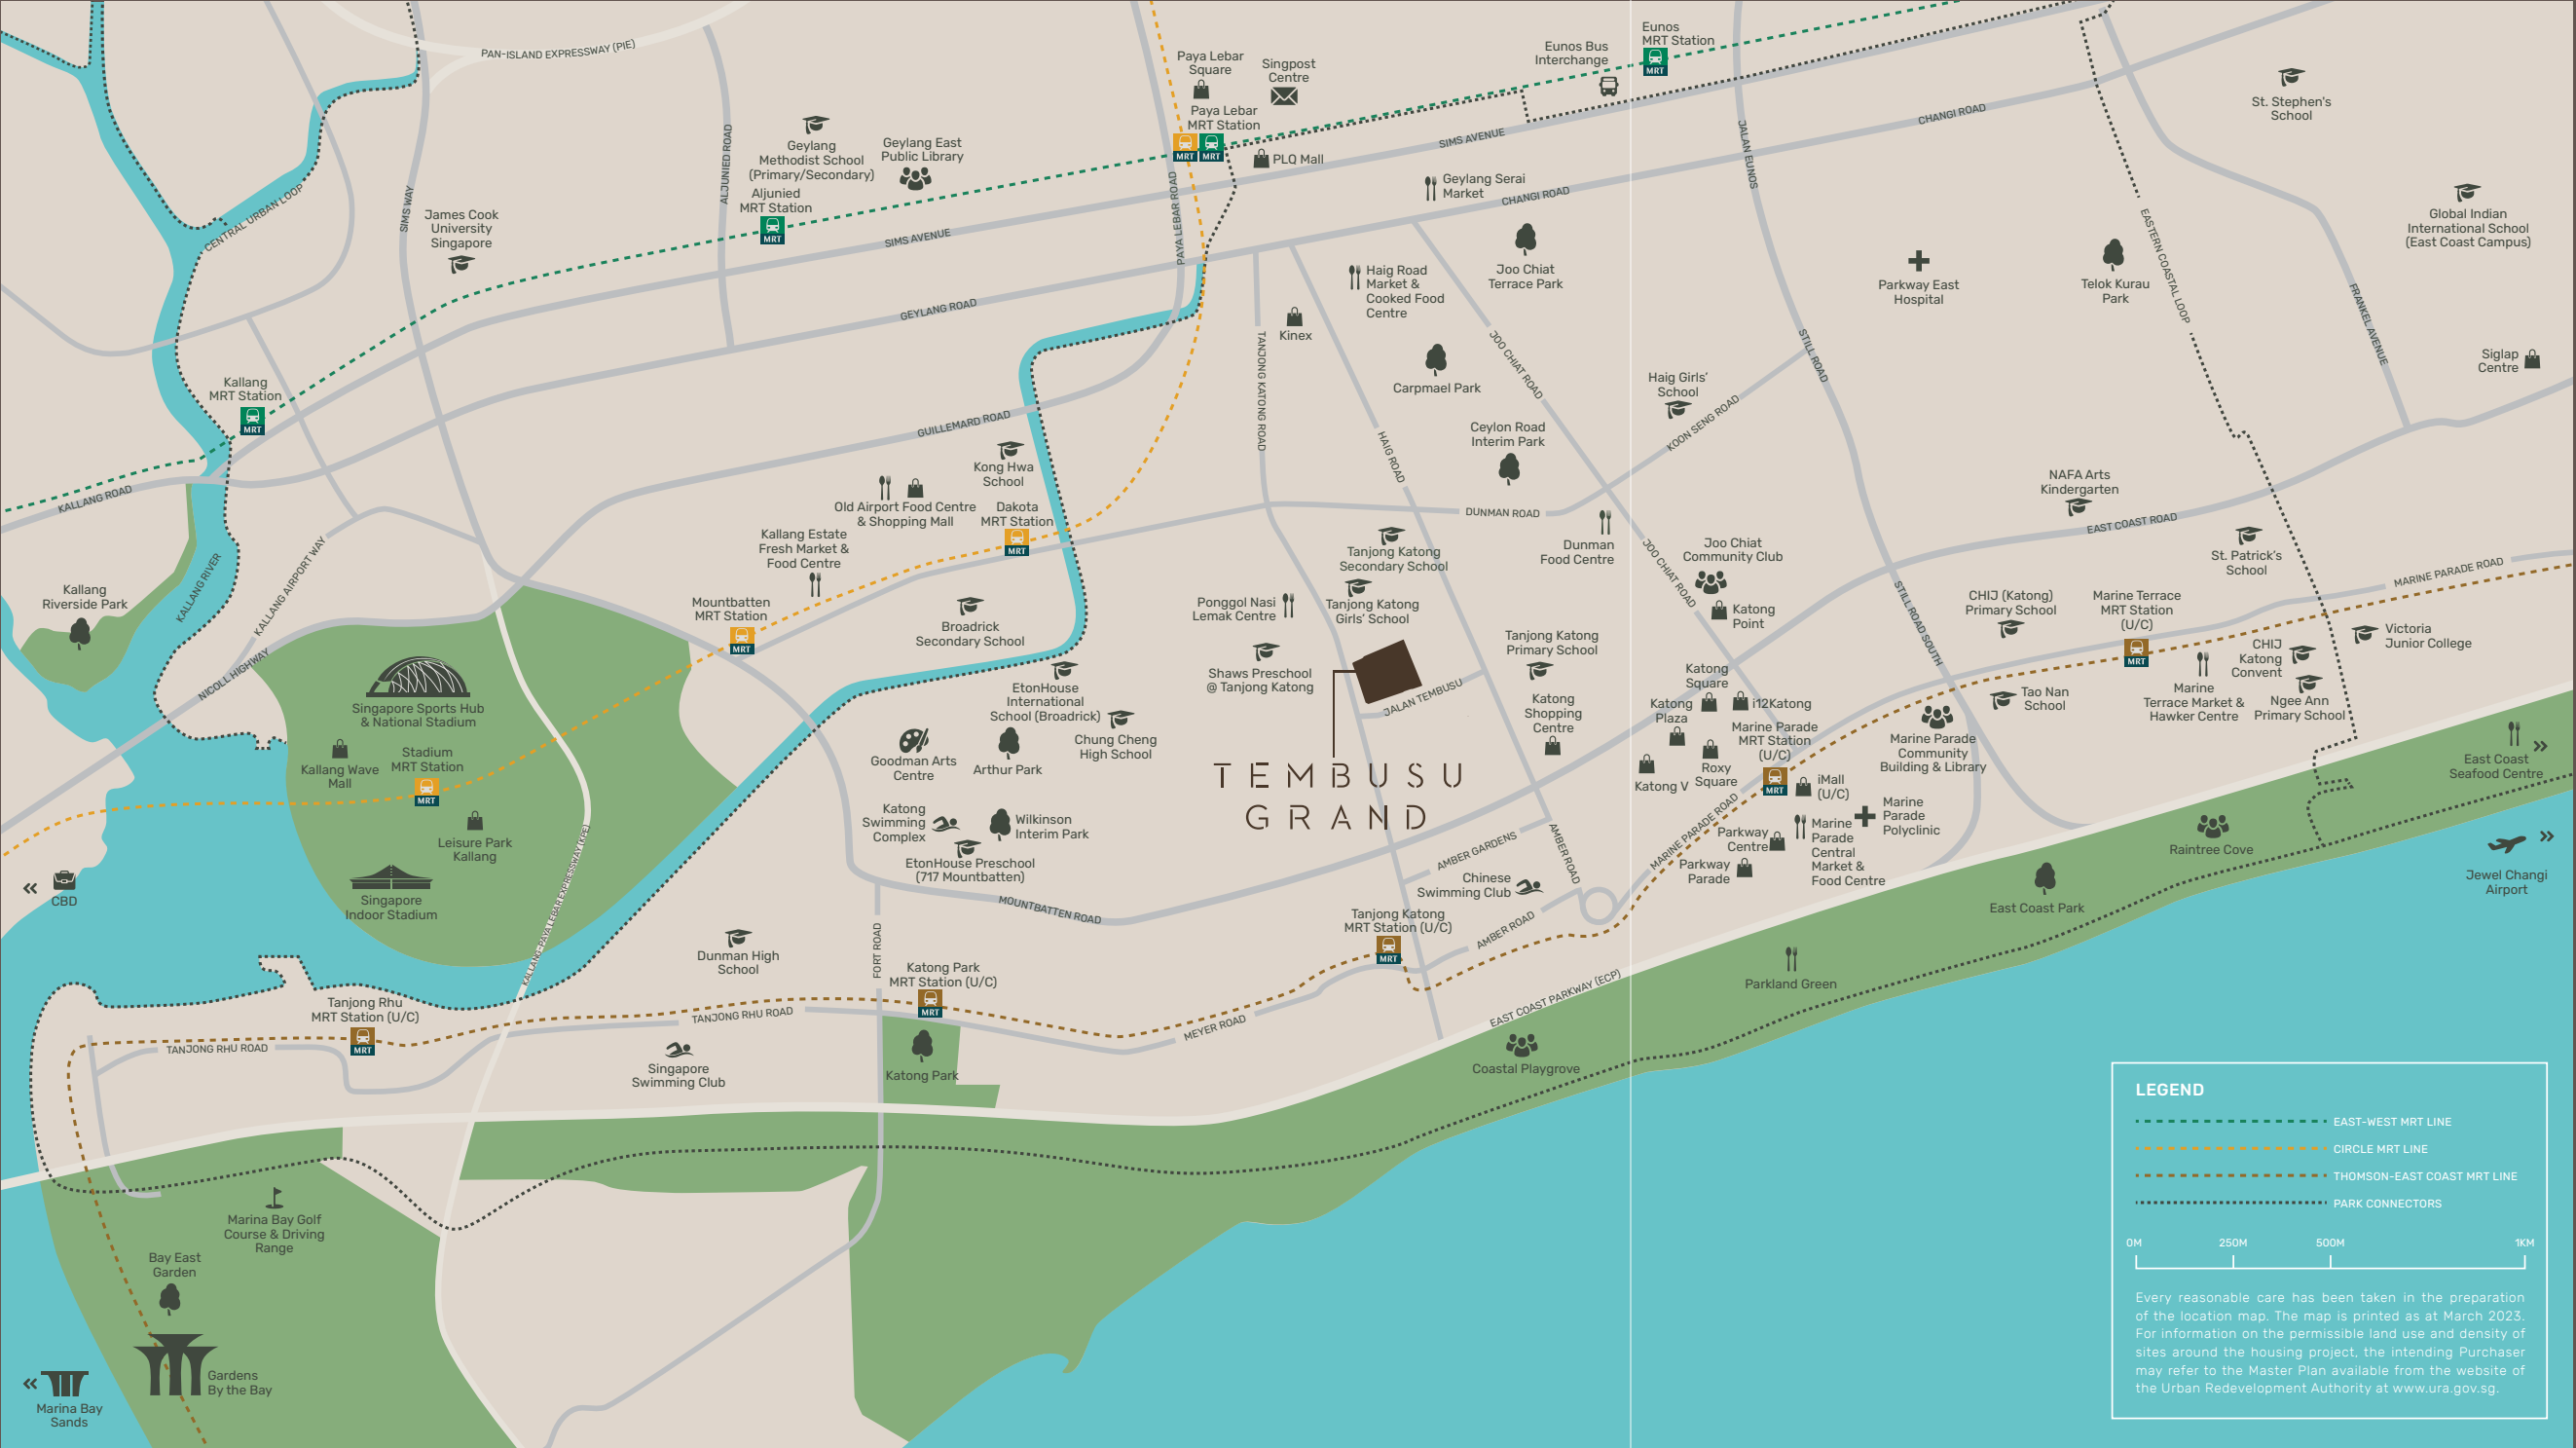 PAN-ISLAND EXPRESSWAY (PIE)
CENTRAL URBAN LOOP
SIMS WAY
ALJUNIED ROAD
James Cook
University
Singapore
Geylang
Methodist School
(Primary/Secondary)
Aljunied
MRT Station
MRT
Geylang East
Public Library
SIMS AVENUE
GEYLANG ROAD
GUILLEMARD ROAD
Paya Lebar
Square
Singpost
Centre
Paya Lebar
MRT Station
MRT
MRT
PLQ Mall
PAYA LEBAR ROAD
Eunos Bus
Interchange
Eunos
MRT Station
MRT
SIMS AVENUE
CHANGI ROAD
Geylang Serai
Market
CHANGI ROAD
JALAN EUNOS
St. Stephen's
School
Global Indian
International School
(East Coast Campus)
EASTERN COASTAL LOOP
FRANKEL AVENUE
Siglap
Centre
Telok Kurau
Park
Parkway East
Hospital
Joo Chiat
Terrace Park
Haig Road
Market &
Cooked Food
Centre
Kinex
Carpmael Park
TANJONG KATONG ROAD
HAIG ROAD
JOO CHIAT ROAD
STILL ROAD
Haig Girls'
School
KOON SENG ROAD
Ceylon Road
Interim Park
Kallang
MRT Station
MRT
KALLANG ROAD
Kallang
Riverside Park
KALLANG RIVER
KALLANG AIRPORT WAY
NICOLL HIGHWAY
Kong Hwa
School
Old Airport Food Centre
& Shopping Mall
Dakota
MRT Station
MRT
Kallang Estate
Fresh Market &
Food Centre
Mountbatten
MRT Station
MRT
Broadrick
Secondary School
DUNMAN ROAD
Dunman
Food Centre
Tanjong Katong
Secondary School
Tanjong Katong
Girls' School
Ponggol Nasi
Lemak Centre
Shaws Preschool
@ Tanjong Katong
JALAN TEMBUSU
Tanjong Katong
Primary School
Katong
Shopping
Centre
JOO CHIAT ROAD
Joo Chiat
Community Club
Katong
Point
NAFA Arts
Kindergarten
EAST COAST ROAD
St. Patrick's
School
MARINE PARADE ROAD
STILL ROAD SOUTH
CHIJ (Katong)
Primary School
Marine Terrace
MRT Station
(U/C)
MRT
Victoria
Junior College
CHIJ
Katong
Convent
Ngee Ann
Primary School
Marine
Terrace Market &
Hawker Centre
Tao Nan
School
East Coast
Seafood Centre
Singapore Sports Hub
& National Stadium
Kallang Wave
Mall
Stadium
MRT Station
MRT
Leisure Park
Kallang
Singapore
Indoor Stadium
KALLANG-PAYA LEBAR EXPRESSWAY (KPE)
CBD
EtonHouse
International
School (Broadrick)
Chung Cheng
High School
Goodman Arts
Centre
Arthur Park
Katong
Swimming
Complex
Wilkinson
Interim Park
EtonHouse Preschool
(717 Mountbatten)
TEMBUSU
GRAND
Katong
Square
Katong
Plaza
i12Katong
Katong V
Roxy
Square
Marine Parade
MRT Station
(U/C)
MRT
iMall
(U/C)
Marine Parade
Community
Building & Library
Marine
Parade
Polyclinic
Marine
Parade
Central
Market &
Food Centre
Parkway
Centre
Parkway
Parade
MARINE PARADE ROAD
AMBER GARDENS
AMBER ROAD
Chinese
Swimming Club
AMBER ROAD
Raintree Cove
East Coast Park
Jewel Changi
Airport
MOUNTBATTEN ROAD
Tanjong Katong
MRT Station (U/C)
MRT
Dunman High
School
FORT ROAD
Katong Park
MRT Station (U/C)
MRT
Parkland Green
EAST COAST PARKWAY (ECP)
Coastal Playgrove
MEYER ROAD
TANJONG RHU ROAD
Tanjong Rhu
MRT Station (U/C)
MRT
TANJONG RHU ROAD
Singapore
Swimming Club
Katong Park
Marina Bay Golf
Course & Driving
Range
Bay East
Garden
Gardens
By the Bay
Marina Bay
Sands
LEGEND
EAST-WEST MRT LINE
CIRCLE MRT LINE
THOMSON-EAST COAST MRT LINE
PARK CONNECTORS
0M 250M 500M 1KM
Every reasonable care has been taken in the preparation
of the location map. The map is printed as at March 2023.
For information on the permissible land use and density of
sites around the housing project, the intending Purchaser
may refer to the Master Plan available from the website of
the Urban Redevelopment Authority at www.ura.gov.sg.